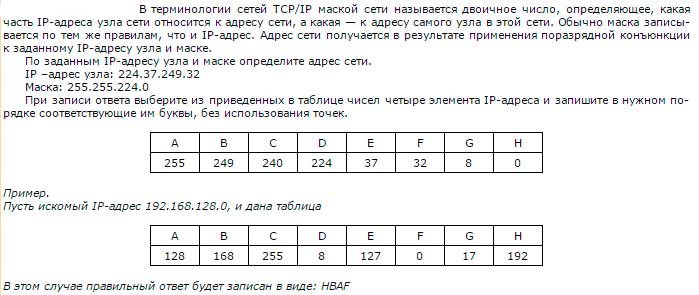 В терминологии сетей TCP/IP маской сети называется двоичное число, определяющее, какая
часть IP-адреса узла сети относится к адресу сети, а какая — к адресу самого узла в этой сети. Обычно маска записы-
вается по тем же правилам, что и IP-адрес. Адрес сети получается в результате применения поразрядной конъюнкции
к заданному IP-адресу узла и маске.
По заданным IP-адресу узла и маске определите адрес сети.
IP –адрес узла: 224.37.249.32
Маска: 255.255.224.0
При записи ответа выберите из приведенных в таблице чисел четыре элемента IP-адреса и запишите в нужном по-
рядке соответствующие им буквы, без использования точек.
A B C D E F G H
255 249 240 224 37 32 8 0
Пример.
Пусть искомый IP-адрес 192.168.128.0, и дана таблица
A B C D E F G H
128 168 255 8 127 0 17 192
В этом случае правильный ответ будет записан в виде: HBAF